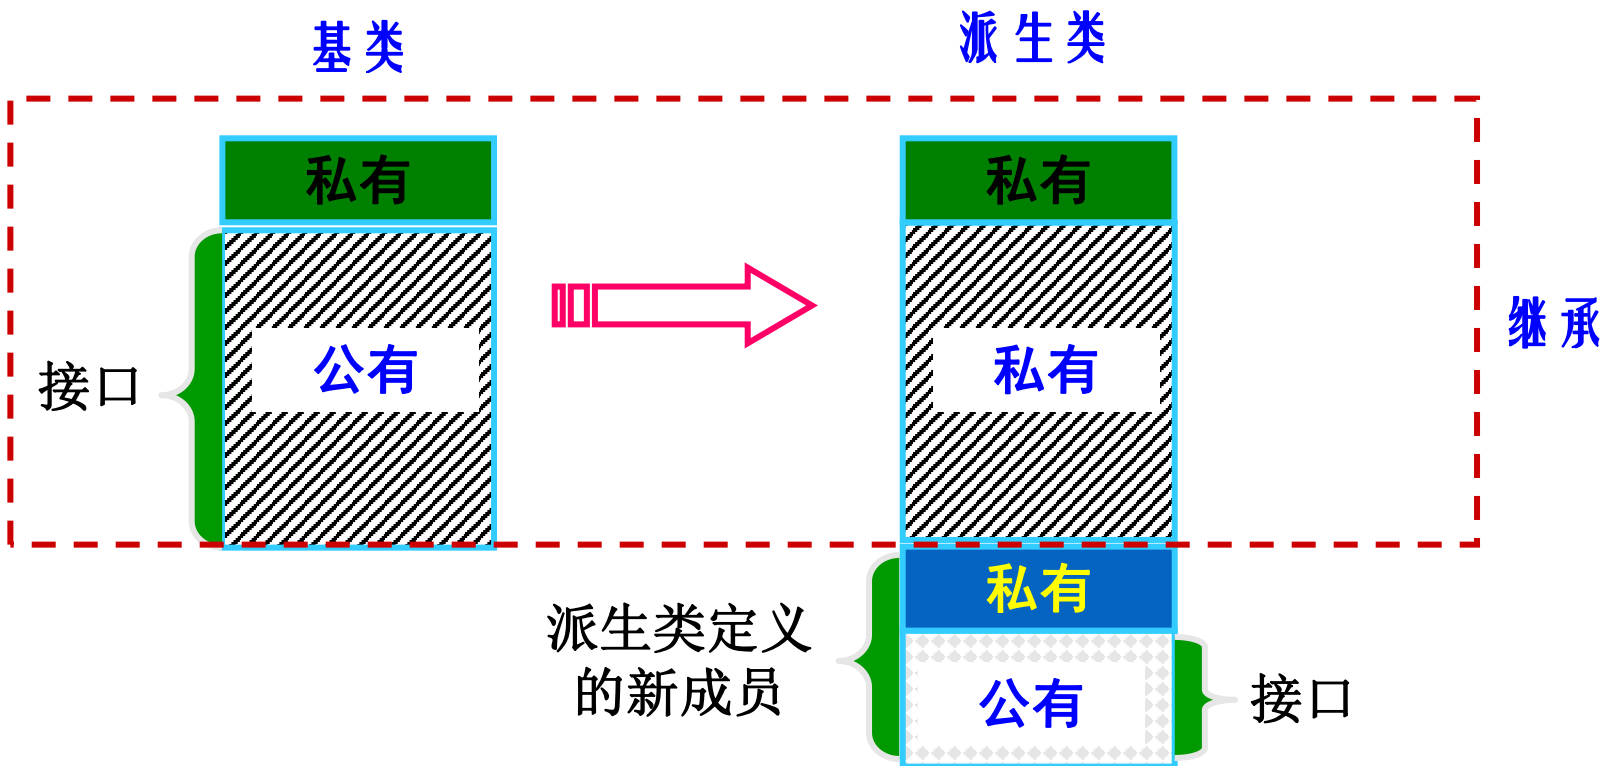 基类
派生类
私有
私有
接口
公有
私有
继承
私有
派生类定义
的新成员
公有
接口